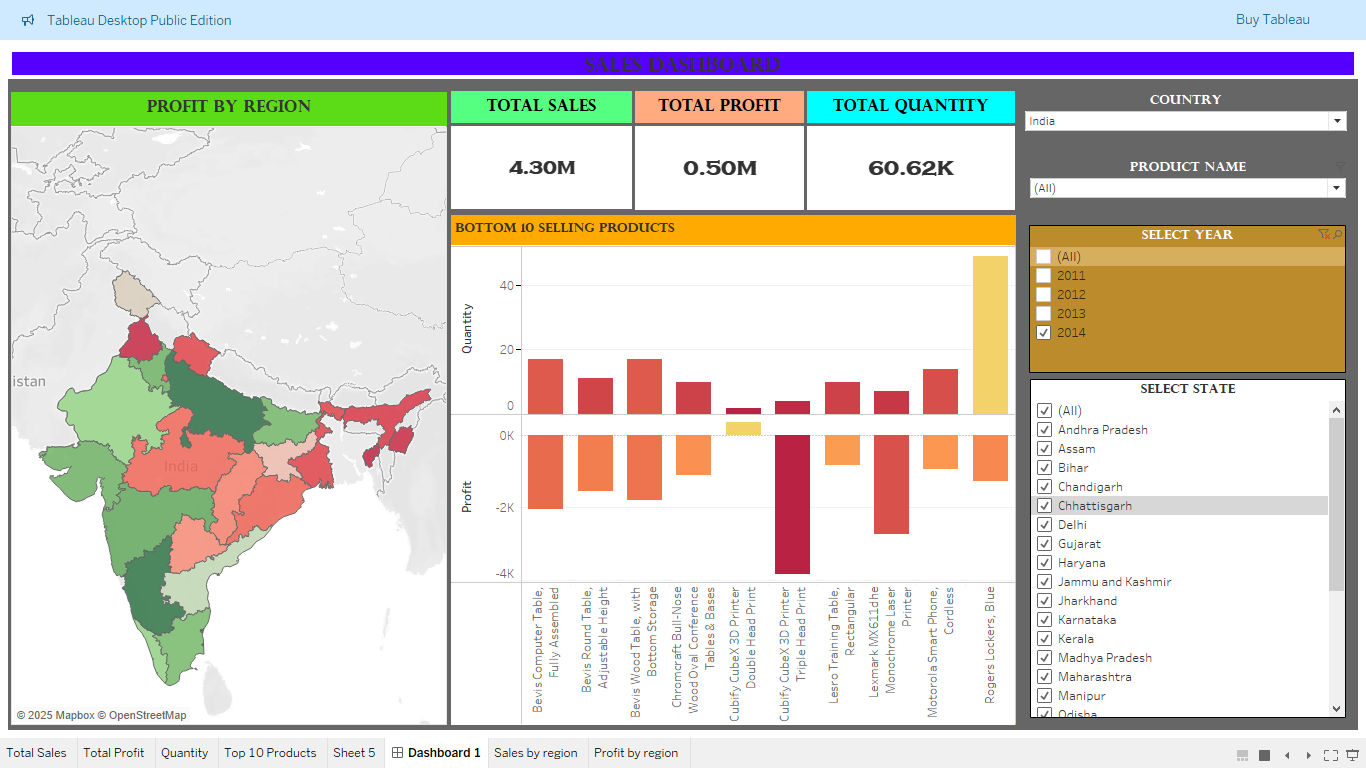 Tableau Desktop Public Edition
Buy Tableau
SALES DASHBOARD
PROFIT BY REGION
istan
India
© 2025 Mapbox © OpenStreetMap
TOTAL SALES
TOTAL PROFIT
TOTAL QUANTITY
4.30M
0.50M
60.62K
BOTTOM 10 SELLING PRODUCTS
Quantity
40
20
0
Profit
0K
-2K
-4K
Bevis Computer Table,
Fully Assembled
Bevis Round Table,
Adjustable Height
Bevis Wood Table, with
Bottom Storage
Chromcraft Bull-Nose
Wood Oval Conference
Tables & Bases
Cubify CubeX 3D Printer
Double Head Print
Cubify CubeX 3D Printer
Triple Head Print
Lesro Training Table,
Rectangular
Lexmark MX611dhe
Monochrome Laser
Printer
Motorola Smart Phone,
Cordless
Rogers Lockers, Blue
COUNTRY
India
PRODUCT NAME
(All)
SELECT YEAR
(All)
2011
2012
2013
2014
SELECT STATE
(All)
Andhra Pradesh
Assam
Bihar
Chandigarh
Chhattisgarh
Delhi
Gujarat
Haryana
Jammu and Kashmir
Jharkhand
Karnataka
Kerala
Madhya Pradesh
Maharashtra
Manipur
Odisha
Total Sales
Total Profit
Quantity
Top 10 Products
Sheet 5
Dashboard 1
Sales by region
Profit by region